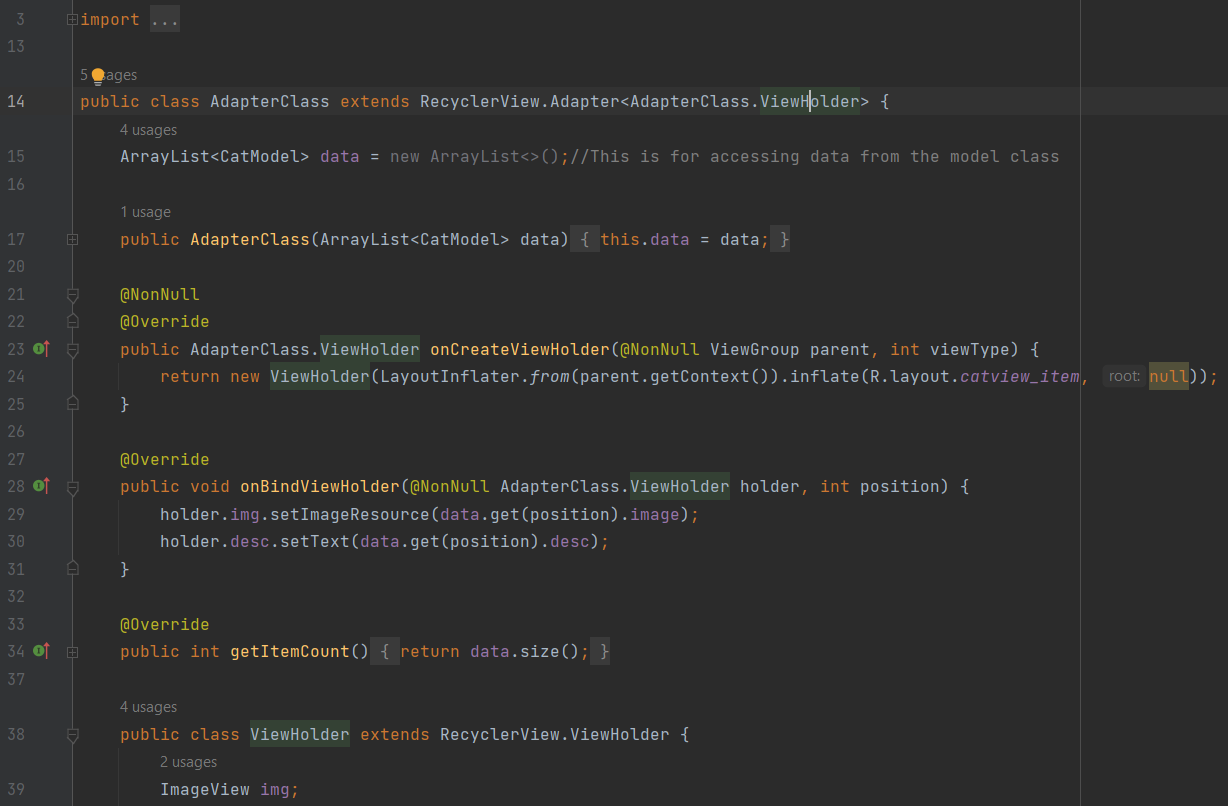 3 import ...
13
5 usages
14 public class AdapterClass extends RecyclerView.Adapter<AdapterClass.ViewHolder> {
4 usages
15 ArrayList<CatModel> data = new ArrayList<>();//This is for accessing data from the model class
16
1 usage
17 public AdapterClass(ArrayList<CatModel> data) { this.data = data; }
20
21 @NonNull
22 @Override
23 public AdapterClass.ViewHolder onCreateViewHolder(@NonNull ViewGroup parent, int viewType) {
24 return new ViewHolder(LayoutInflater.from(parent.getContext()).inflate(R.layout.catview_item, root: null));
25 }
26
27 @Override
28 public void onBindViewHolder(@NonNull AdapterClass.ViewHolder holder, int position) {
29 holder.img.setImageResource(data.get(position).image);
30 holder.desc.setText(data.get(position).desc);
31 }
32
33 @Override
34 public int getItemCount() { return data.size(); }
37
4 usages
38 public class ViewHolder extends RecyclerView.ViewHolder {
2 usages
39 ImageView img;